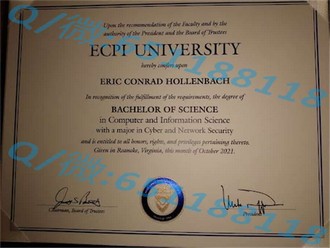 Upon the recommendation of the Faculty and by the
authority of the President and the Board of Trustees
ECPI UNIVERSITY
hereby confers upon
ERIC CONRAD HOLLENBACH
In recognition of the fulfillment of the requirements, the degree of
BACHELOR OF SCIENCE
in Computer and Information Science
with a major in Cyber and Network Security
and is entitled to all honors, rights, and privileges pertaining thereto.
Given in Roanoke, Virginia, this month of October 2021.
Chairman, Board of Trustees
President